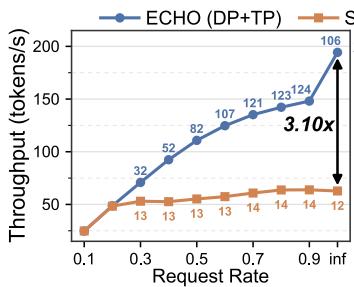 ECHO (DP+TP) S
Throughput (tokens/s)
200
150
100
50
106
123 124
121
107
82
52
32
3.10x
13 13 13 13 14 14 14 12
0.1 0.3 0.5 0.7 0.9 inf
Request Rate